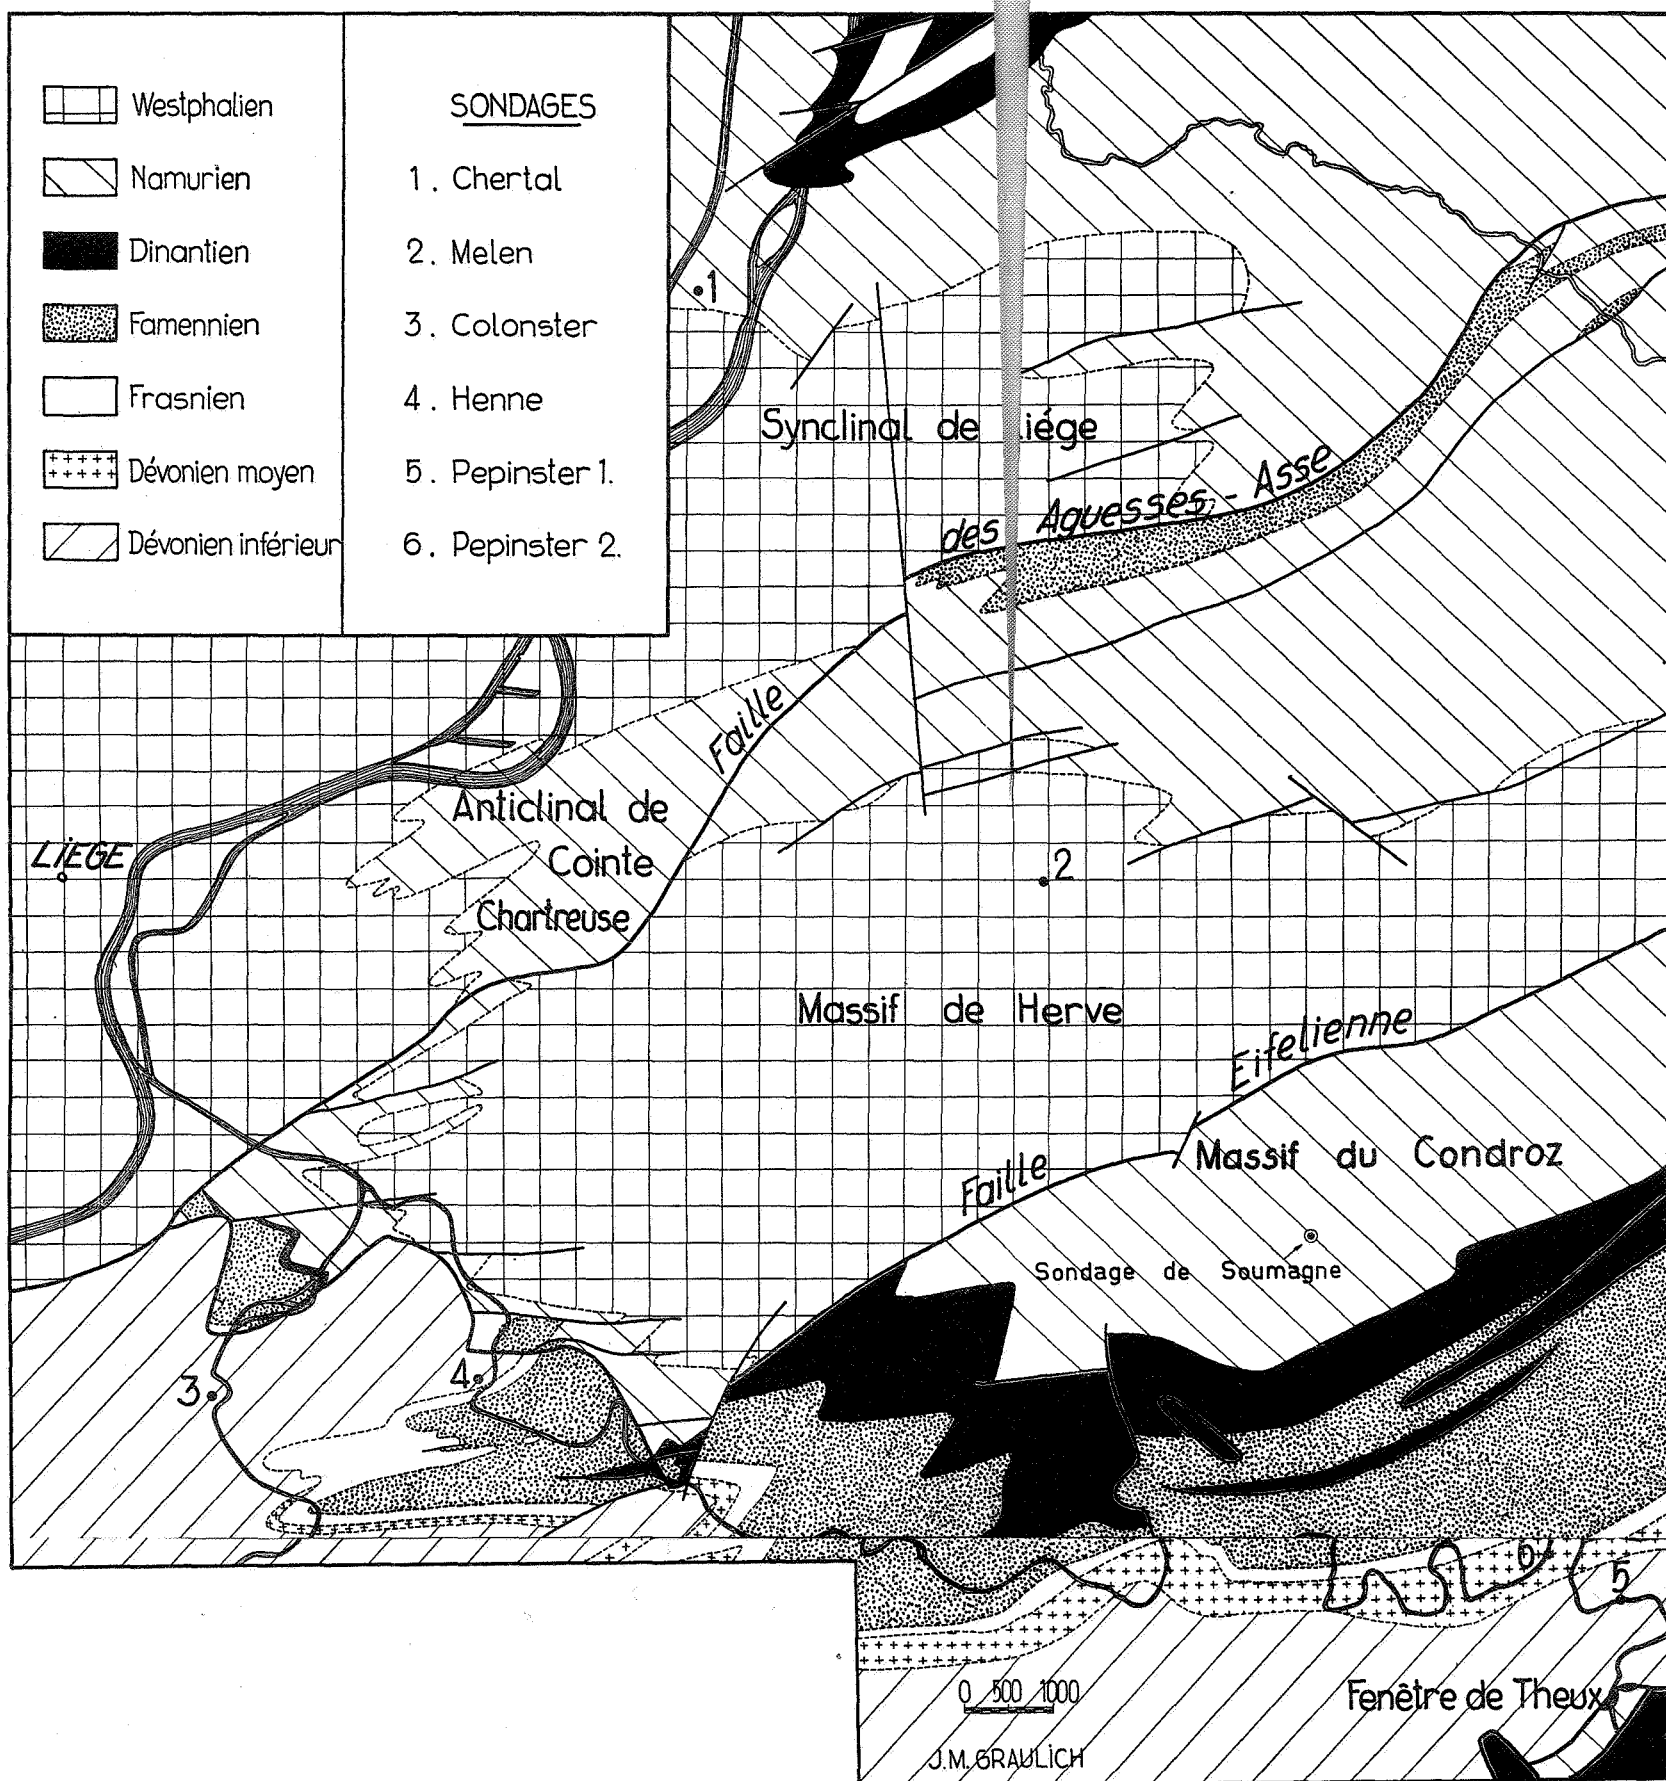 Westphalien
Namurien
Dinantien
Famennien
Frasnien
Dévonien moyen
Dévonien inférieur
SONDAGES
1. Chertal
2. Melen
3. Colonster
4. Henne
5. Pepinster 1.
6. Pepinster 2.
1
Synclinal de iége
des Aguesses - Asse
Faille
Anticlinal de
Cointe
Chartreuse
LIEGE
2
Massif de Herve
Faille Eifelienne
Massif du Condroz
Sondage de Soumagne
3
4
6
5
Fenêtre de Theux
0 500 1000
J.M. GRAULICH